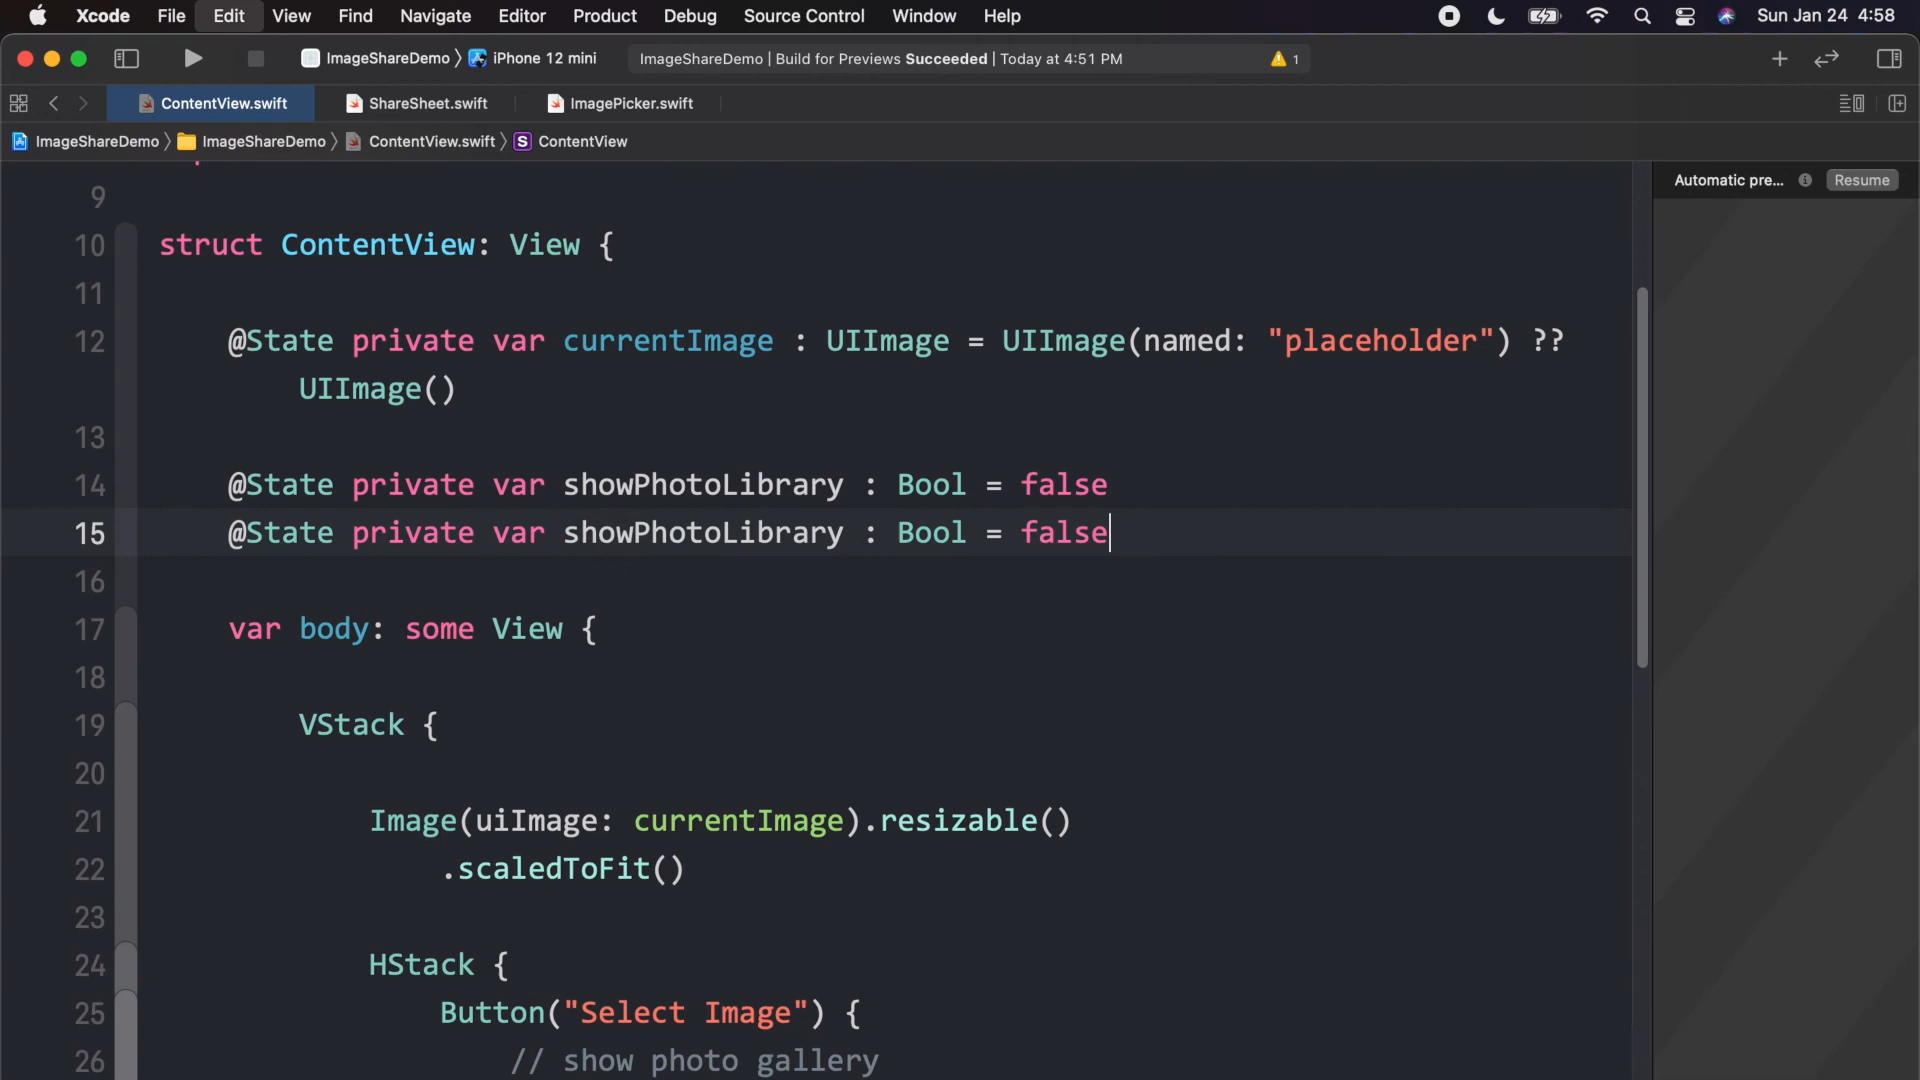 Xcode File Edit View Find Navigate Editor Product Debug Source Control Window Help Sun Jan 24 4:58
ImageShareDemo 〉 iPhone 12 mini ImageShareDemo | Build for Previews Succeeded | Today at 4:51 PM 1
ContentView.swift ShareSheet.swift ImagePicker.swift
ImageShareDemo 〉 ImageShareDemo 〉 ContentView.swift 〉 S ContentView
Automatic pre... Resume
9
10 struct ContentView: View {
11
12 @State private var currentImage : UIImage = UIImage(named: "placeholder") ??
UIImage()
13
14 @State private var showPhotoLibrary : Bool = false
15 @State private var showPhotoLibrary : Bool = false
16
17 var body: some View {
18
19 VStack {
20
21 Image(uiImage: currentImage).resizable()
22 .scaledToFit()
23
24 HStack {
25 Button("Select Image") {
26 // show photo gallery